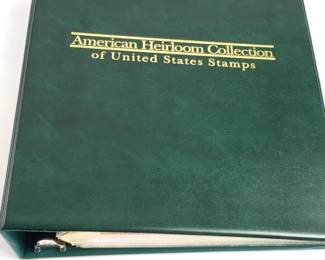 American Heirloom Collection
of United States Stamps